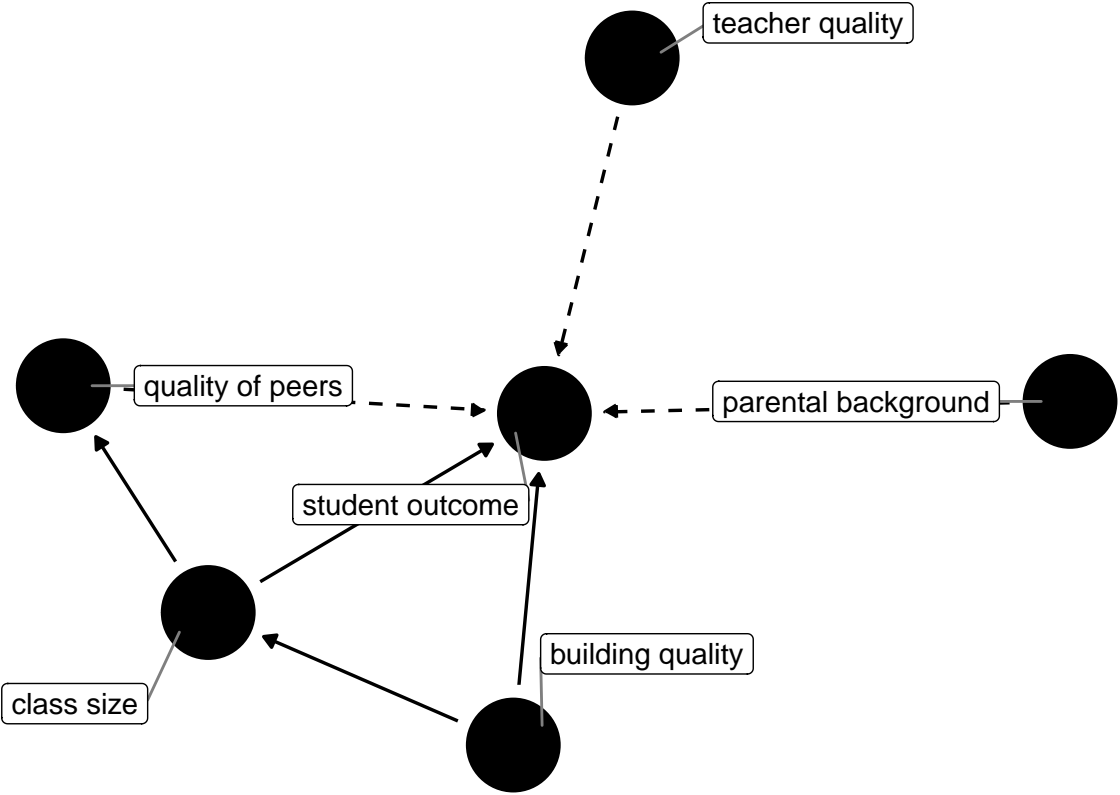 teacher quality
quality of peers
parental background
student outcome
building quality
class size